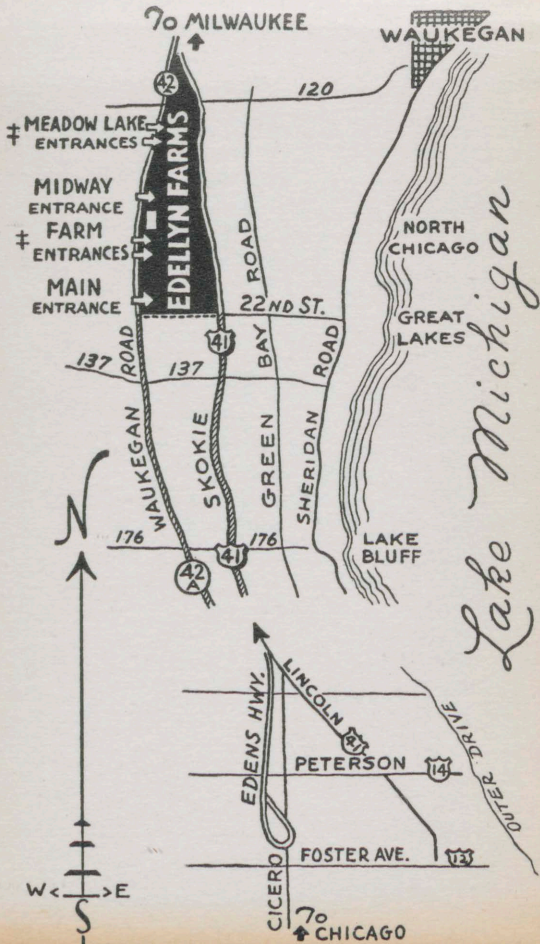 To MILWAUKEE
WAUKEGAN
42
120
‡ MEADOW LAKE
ENTRANCES
MIDWAY
ENTRANCE
‡ FARM
ENTRANCES
MAIN
ENTRANCE
EDELLYN FARMS
NORTH
CHICAGO
GREAT
LAKES
22ND ST.
41
137
137
WAUKEGAN ROAD
SKOKIE
GREEN BAY ROAD
SHERIDAN ROAD
Lake Michigan
N
176
176
41
42
A
LAKE
BLUFF
EDENS HWY.
LINCOLN
41
PETERSON
14
OUTER DRIVE
FOSTER AVE.
12
CICERO
To
CHICAGO
W E
S